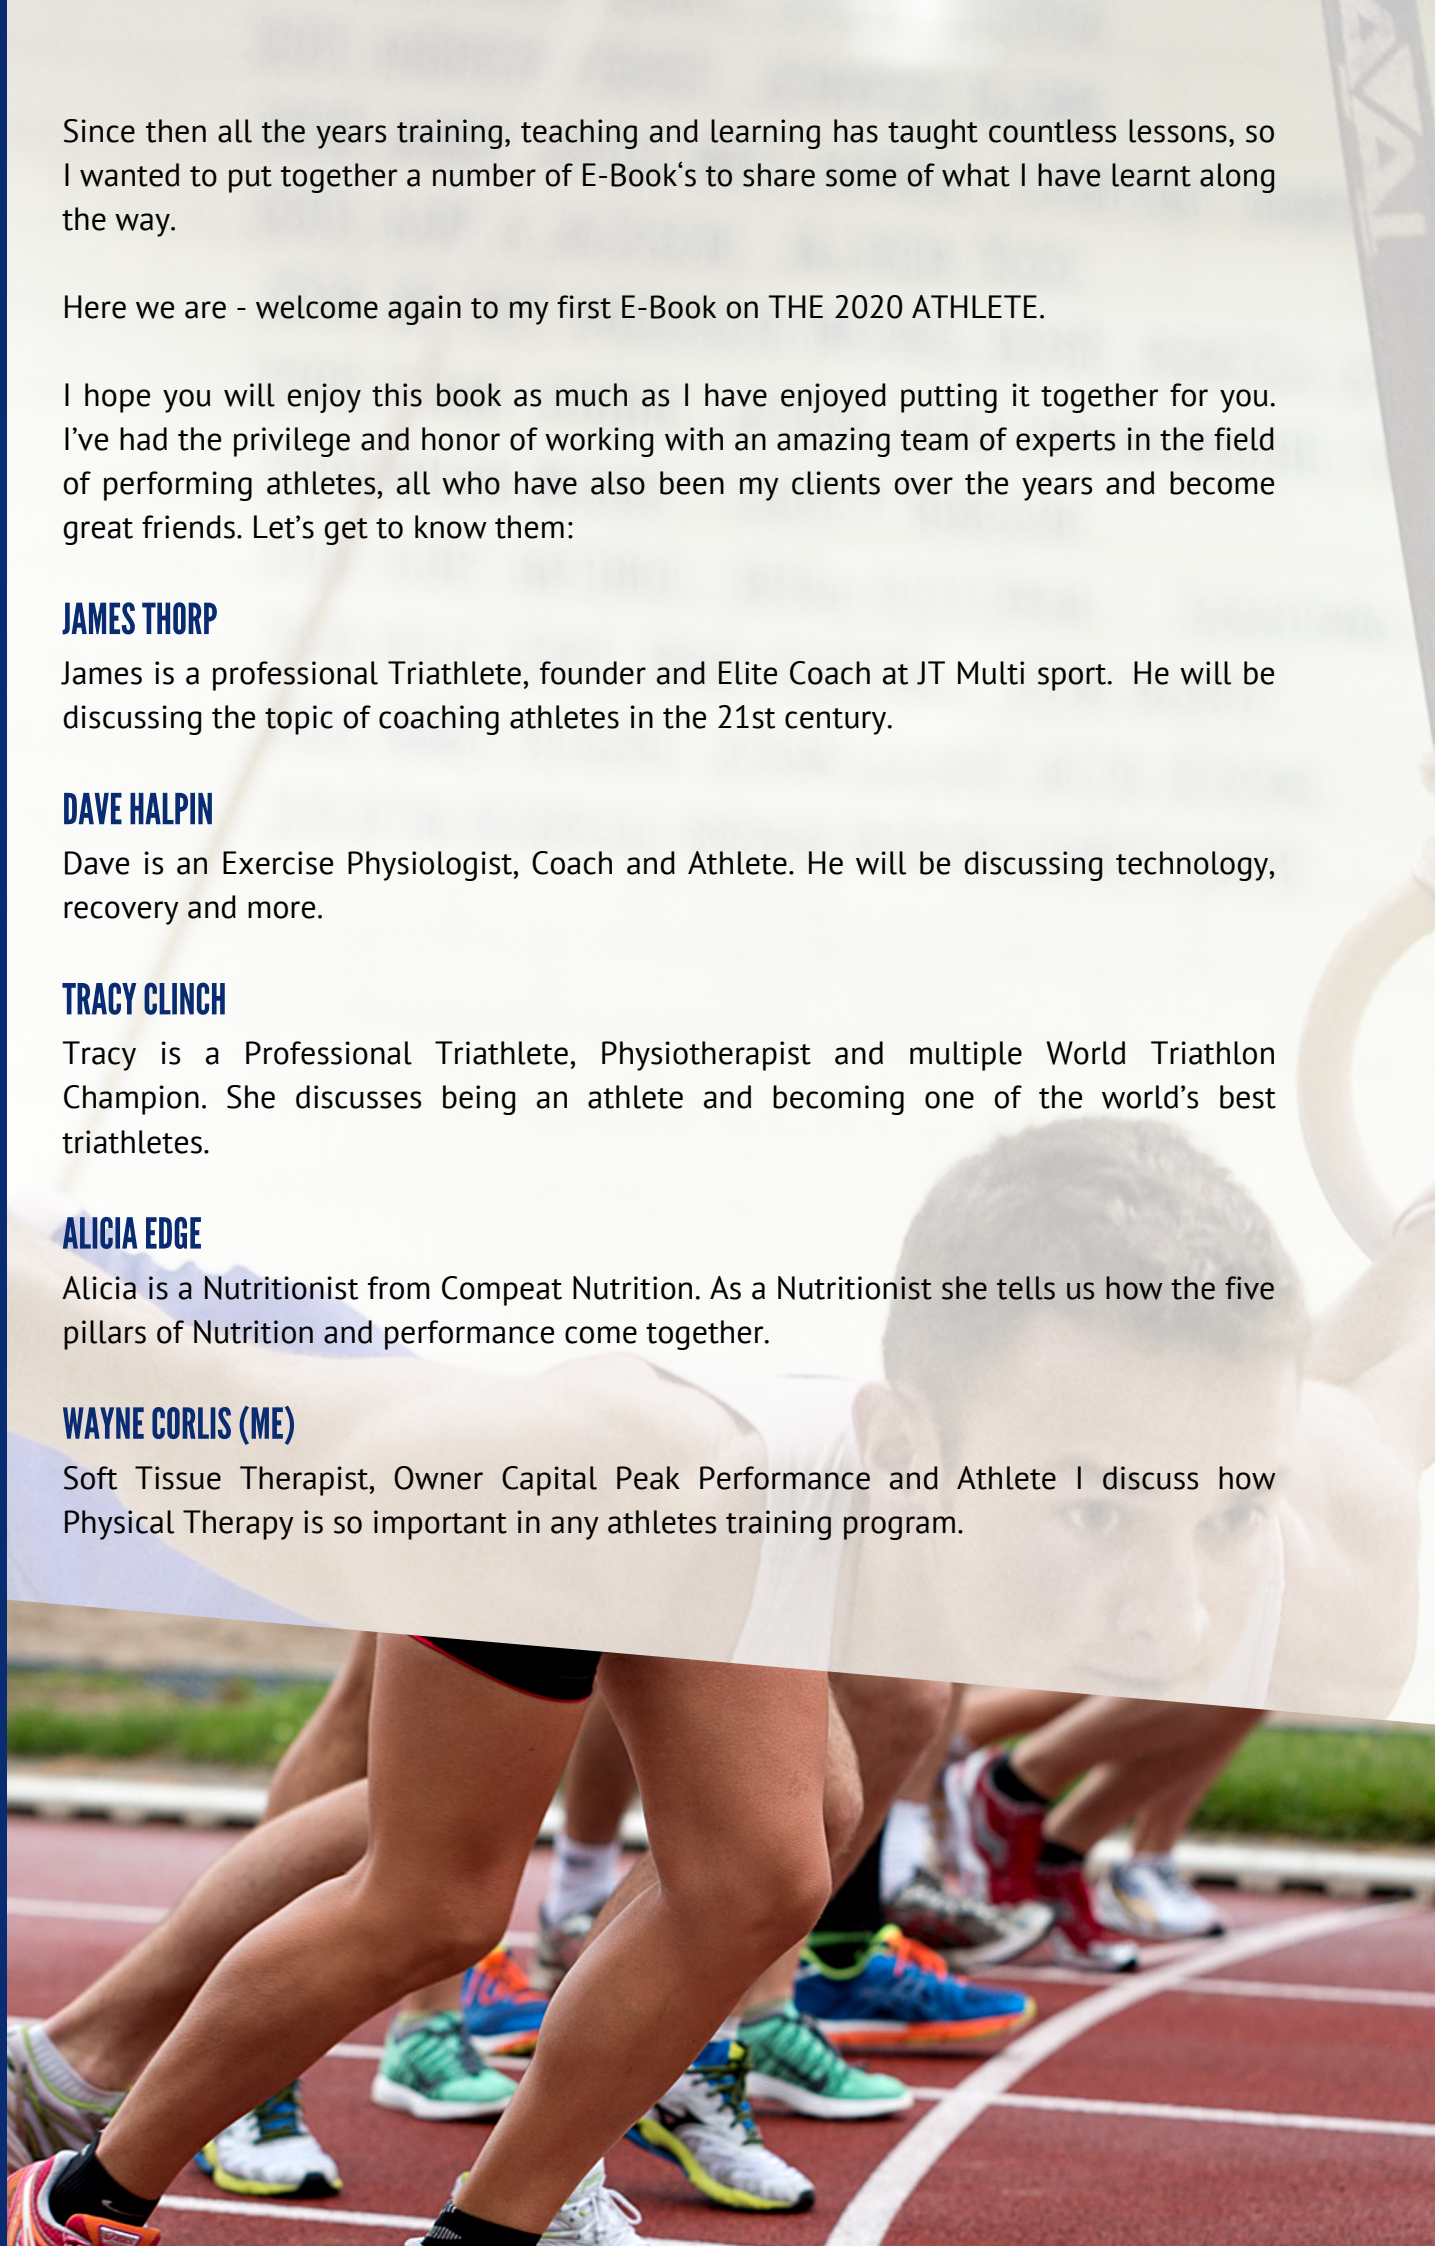 Since then all the years training, teaching and learning has taught countless lessons, so
I wanted to put together a number of E-Book‘s to share some of what I have learnt along
the way.
Here we are - welcome again to my first E-Book on THE 2020 ATHLETE.
I hope you will enjoy this book as much as I have enjoyed putting it together for you.
I’ve had the privilege and honor of working with an amazing team of experts in the field
of performing athletes, all who have also been my clients over the years and become
great friends. Let’s get to know them:
JAMES THORP
James is a professional Triathlete, founder and Elite Coach at JT Multi sport.  He will be
discussing the topic of coaching athletes in the 21st century.
DAVE HALPIN
Dave is an Exercise Physiologist, Coach and Athlete. He will be discussing technology,
recovery and more.
TRACY CLINCH
Tracy is a Professional Triathlete, Physiotherapist and multiple World Triathlon
Champion. She discusses being an athlete and becoming one of the world’s best
triathletes.
ALICIA EDGE
Alicia is a Nutritionist from Compeat Nutrition. As a Nutritionist she tells us how the five
pillars of Nutrition and performance come together.
WAYNE CORLIS (ME)
Soft Tissue Therapist, Owner Capital Peak Performance and Athlete I discuss how
Physical Therapy is so important in any athletes training program.